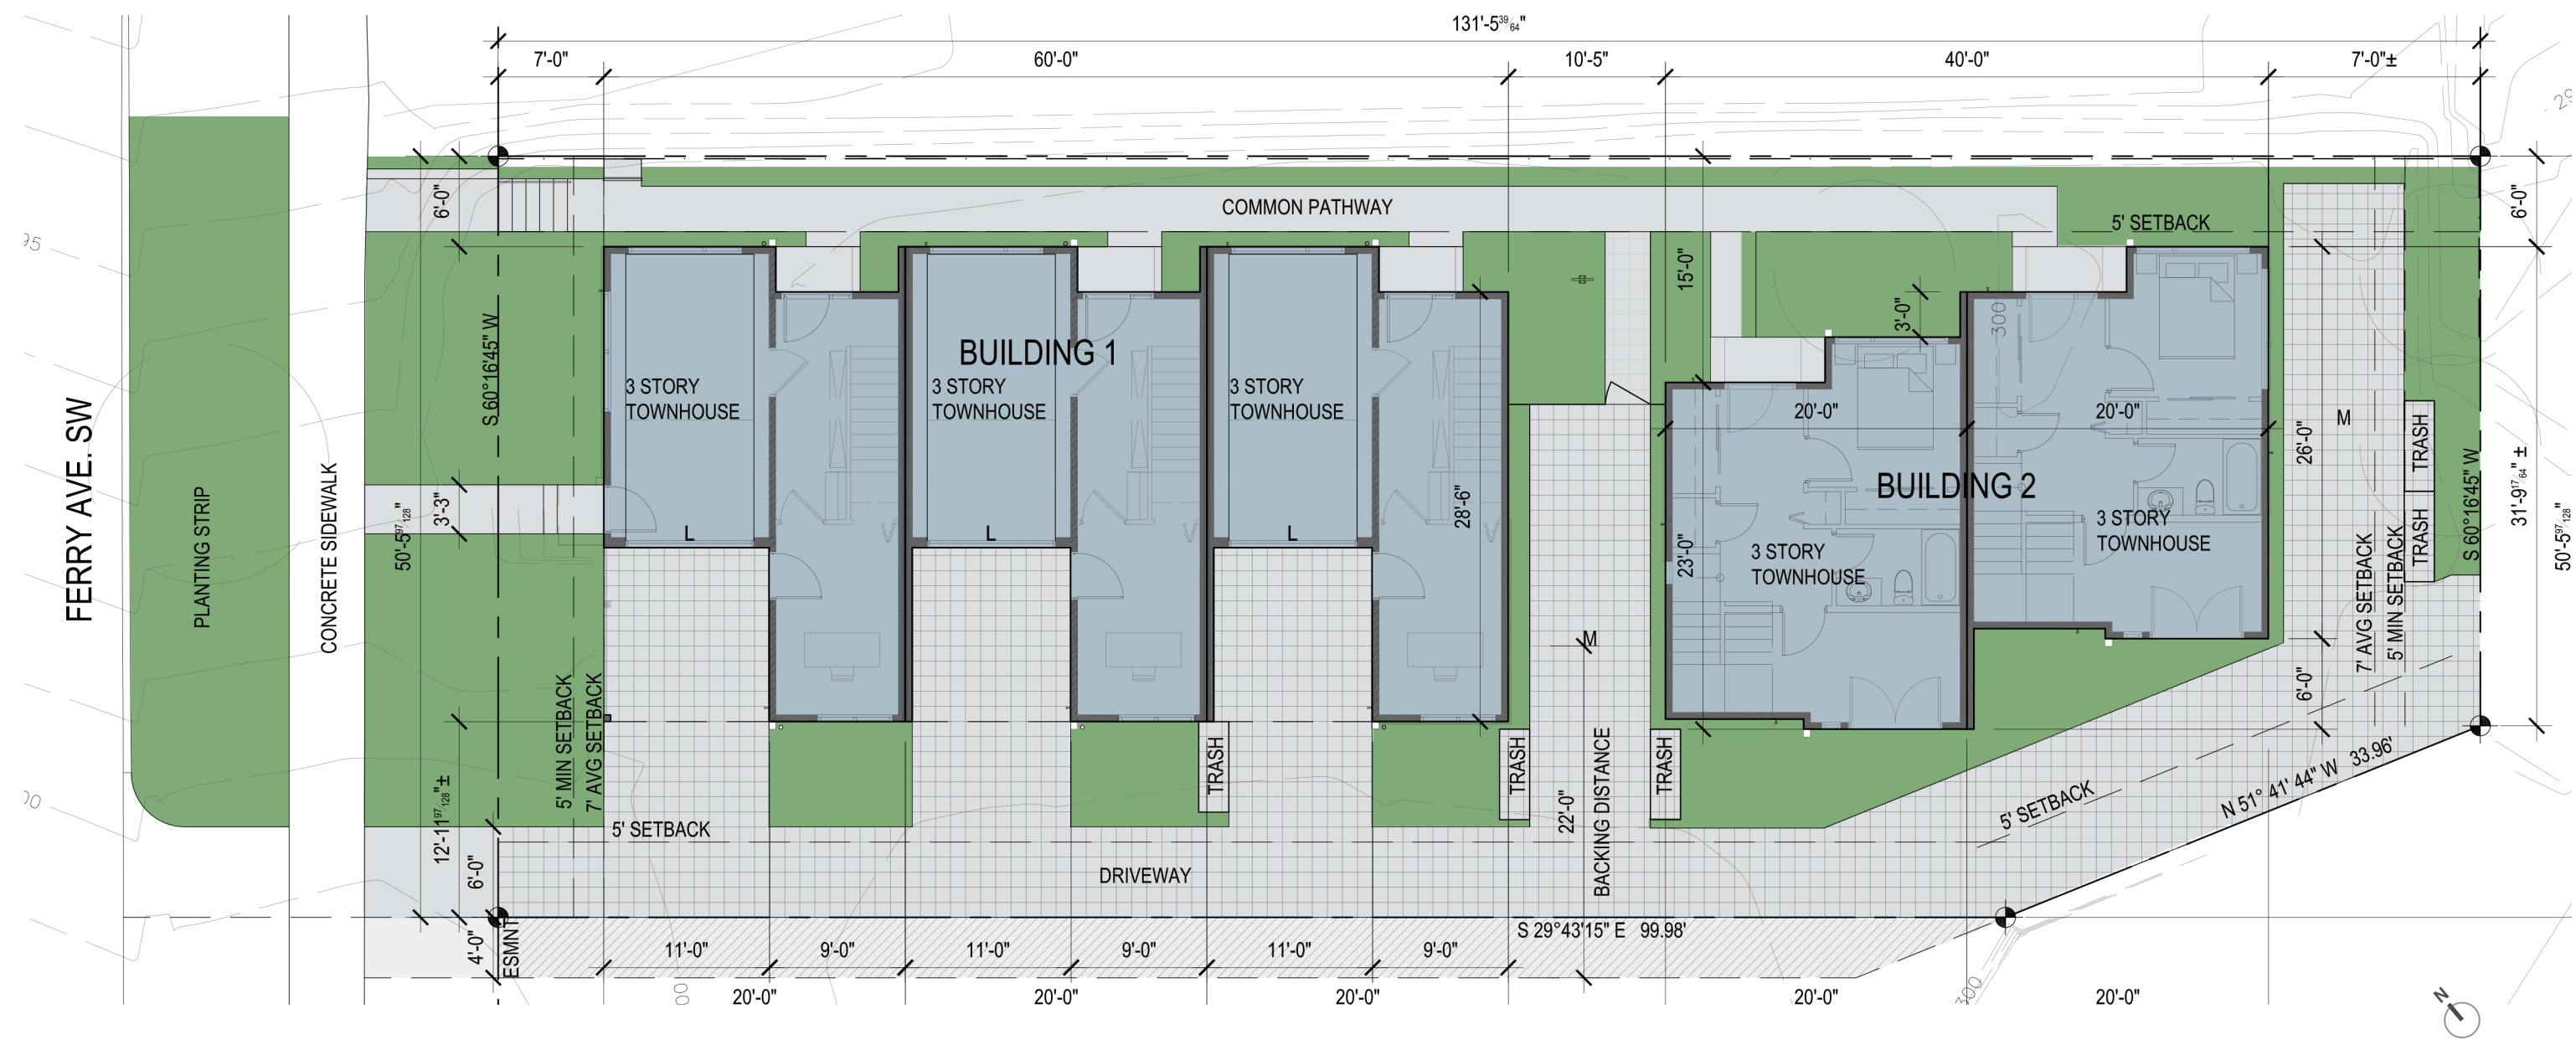 131'-5 39/64"
7'-0"
60'-0"
10'-5"
40'-0"
7'-0"±
6'-0"
COMMON PATHWAY
5' SETBACK
6'-0"
15'-0"
3'-0"
S 60°16'45" W
BUILDING 1
3 STORY
TOWNHOUSE
3 STORY
TOWNHOUSE
3 STORY
TOWNHOUSE
300
20'-0"
20'-0"
M
26'-0"
TRASH
FERRY AVE. SW
PLANTING STRIP
CONCRETE SIDEWALK
50'-5 97/128"
3'-3"
28'-6"
BUILDING 2
S 60°16'45" W
31'-9 17/64" ±
50'-5 97/128"
L
L
L
23'-0"
3 STORY
TOWNHOUSE
3 STORY
TOWNHOUSE
TRASH
7' AVG SETBACK
5' MIN SETBACK
M
6'-0"
5' MIN SETBACK
7' AVG SETBACK
TRASH
TRASH
TRASH
12'-11 97/128"±
5' SETBACK
22'-0"
BACKING DISTANCE
5' SETBACK
N 51° 41' 44" W 33.96'
6'-0"
DRIVEWAY
4'-0"
ESMNT
S 29°43'15" E 99.98'
11'-0"
9'-0"
11'-0"
9'-0"
11'-0"
9'-0"
20'-0"
20'-0"
20'-0"
20'-0"
20'-0"
300
N